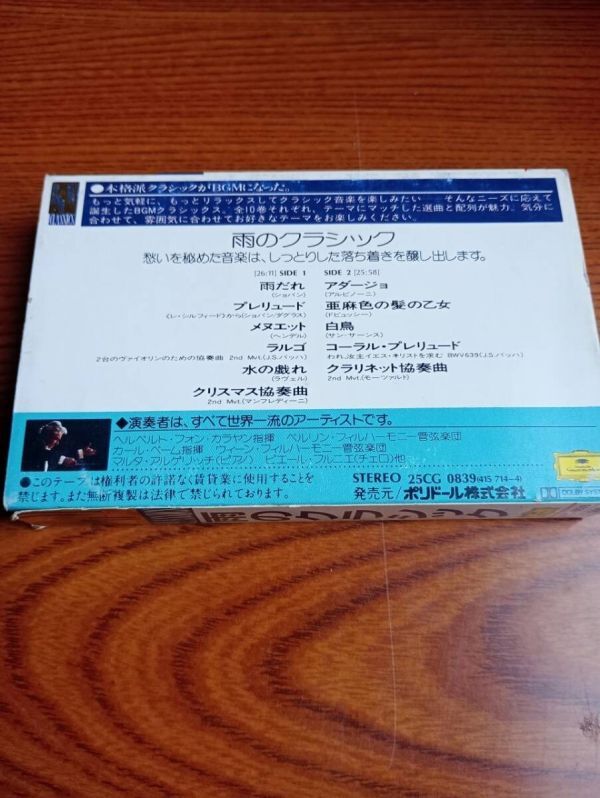 CLASSICS
●本格派クラシックがBGMになった。
もっと気軽に、もっとリラックスしてクラシック音楽を楽しみたい そんなニーズに応えて
誕生したBGMクラシックス。全10巻それぞれ、テーマにマッチした選曲と配列が魅力。気分に
合わせて、雰囲気に合わせてお好きなテーマをお楽しみください。
雨のクラシック
愁いを秘めた音楽は、しっとりした落ち着きを醸し出します。
[26:11] SIDE 1
雨だれ
(ショパン)
プレリュード
《レ・シルフィード》から(ショパン/ダグラス)
メヌエット
(ヘンデル)
ラルゴ
2台のヴァイオリンのための協奏曲 2nd Mvt.(J.S.バッハ)
水の戯れ
(ラヴェル)
クリスマス協奏曲
2nd Mvt.(マンフレディーニ)
SIDE 2 [25:58]
アダージョ
(アルビノーニ)
亜麻色の髪の乙女
(ドビュッシー)
白鳥
(サン=サーンス)
コーラル・プレリュード
われ、汝主イエス・キリストを求む BWV639(J.S.バッハ)
クラリネット協奏曲
2nd Mvt.(モーツァルト)
●演奏者は、すべて世界一流のアーティストです。
ヘルベルト・フォン・カラヤン指揮 ベルリン・フィルハーモニー管弦楽団
カール・ベーム指揮 ウィーン・フィルハーモニー管弦楽団
マルタ・アルゲリッチ(ピアノ) ピエール・フルニエ(チェロ)他
●このテープは権利者の許諾なく賃貸業に使用することを
禁じます。また無断複製は法律で禁じられております。
STEREO 25CG 0839(415 714-4)
発売元/ポリドール株式会社
DOLBY SYSTEM
雨のクラシック